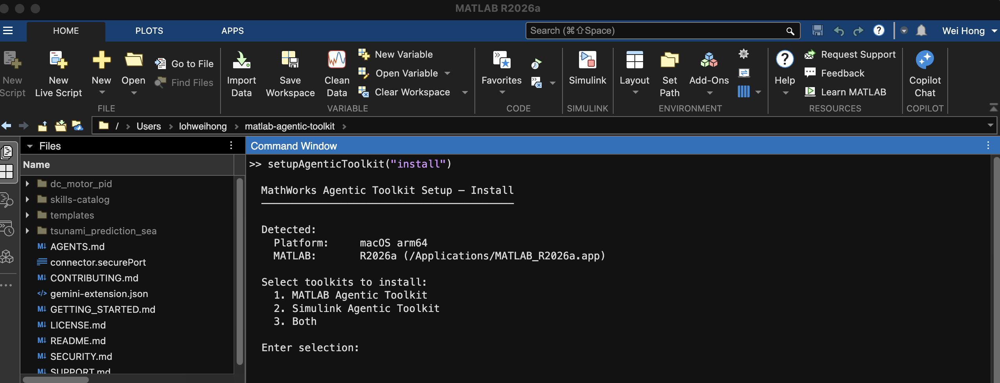 MATLAB R2026a
HOME
PLOTS
APPS
Search (⌘⇧Space)
Wei Hong
New Script
New Live Script
New
Open
Go to File
Find Files
FILE
Import Data
Save Workspace
Clean Data
New Variable
Open Variable
Clear Workspace
VARIABLE
Favorites
CODE
Simulink
SIMULINK
Layout
Set Path
Add-Ons
ENVIRONMENT
Help
Request Support
Feedback
Learn MATLAB
RESOURCES
Copilot Chat
COPILOT
/ › Users › lohweihong › matlab-agentic-toolkit ›
Files
Name
dc_motor_pid
skills-catalog
templates
tsunami_prediction_sea
AGENTS.md
connector.securePort
CONTRIBUTING.md
gemini-extension.json
GETTING_STARTED.md
LICENSE.md
README.md
SECURITY.md
SUPPORT.md
Command Window
>> setupAgenticToolkit("install")
MathWorks Agentic Toolkit Setup — Install
Detected:
Platform: macOS arm64
MATLAB: R2026a (/Applications/MATLAB_R2026a.app)
Select toolkits to install:
1. MATLAB Agentic Toolkit
2. Simulink Agentic Toolkit
3. Both
Enter selection: